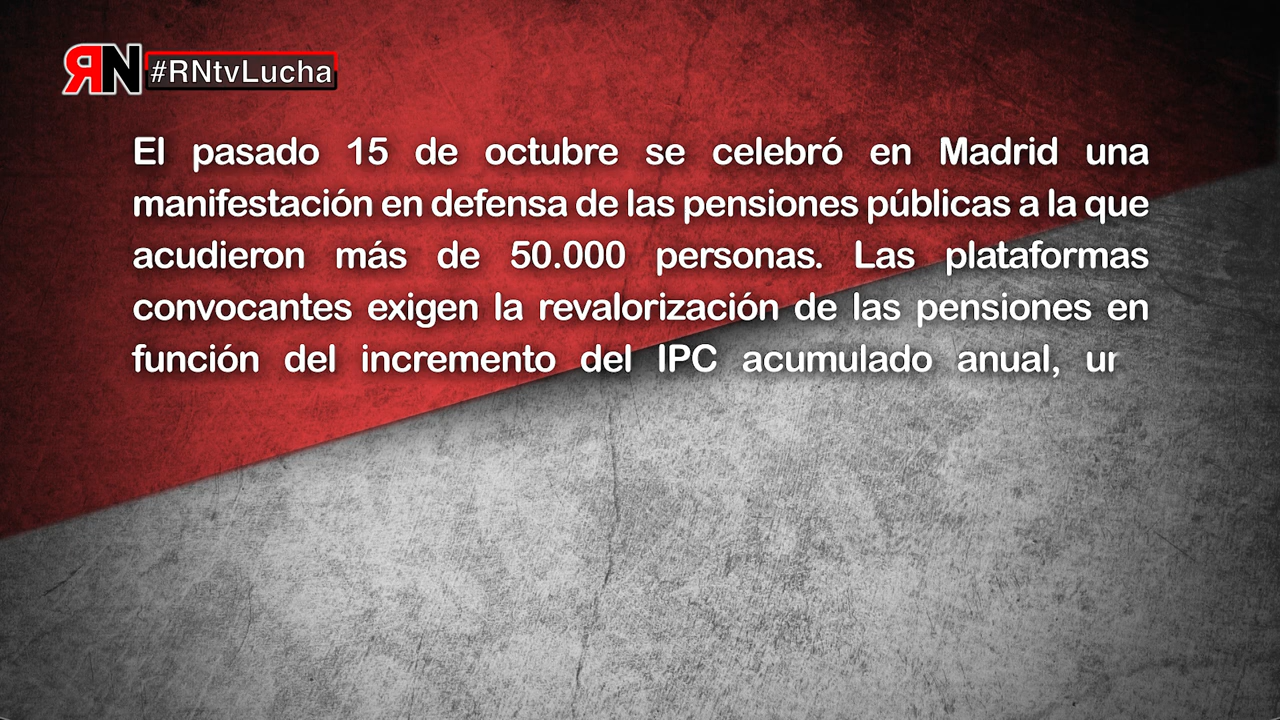 RN #RNtvLucha
El pasado 15 de octubre se celebró en Madrid una
manifestación en defensa de las pensiones públicas a la que
acudieron más de 50.000 personas. Las plataformas
convocantes exigen la revalorización de las pensiones en
función del incremento del IPC acumulado anual,